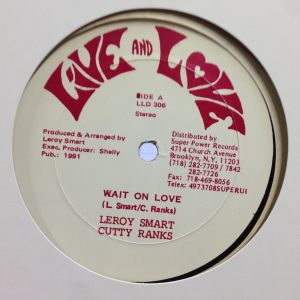 LIVE AND LOVE
SIDE A
LLD 306
Stereo
Produced & Arranged by
Leroy Smart
Exec. Producer: Shelly
Pub.: 1991
Distributed by
Super Power Records
4714 Church Avenue
Brooklyn, N.Y. 11203
(718) 282-7709 / 7842
282-7726
Fax: 718-469-8056
Telex: 4973708SUPERUI
WAIT ON LOVE
(L. Smart/C. Ranks)
LEROY SMART
CUTTY RANKS